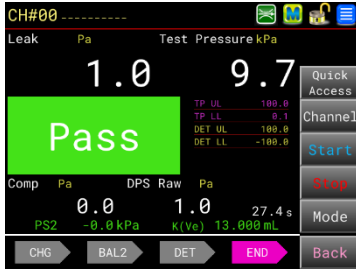 CH#00 ----------
M
Leak Pa Test Pressure kPa
1.0 9.7
Quick Access
TP UL 100.0
TP LL 0.1
DET UL 100.0
DET LL -100.0
Pass
Channel
Start
Stop
Comp Pa DPS Raw Pa
0.0 1.0 27.4 s
PS2 -0.0 kPa K(Ve) 13.000 mL
Mode
CHG BAL2 DET END Back